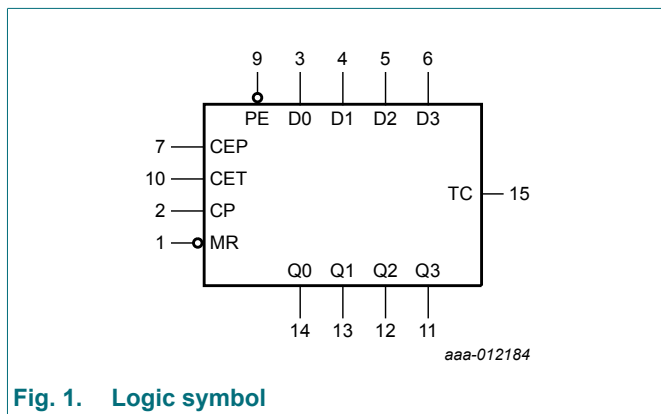 9 3 4 5 6
PE D0 D1 D2 D3
7 CEP
10 CET
TC 15
2 CP
1 MR
Q0 Q1 Q2 Q3
14 13 12 11
aaa-012184
Fig. 1. Logic symbol